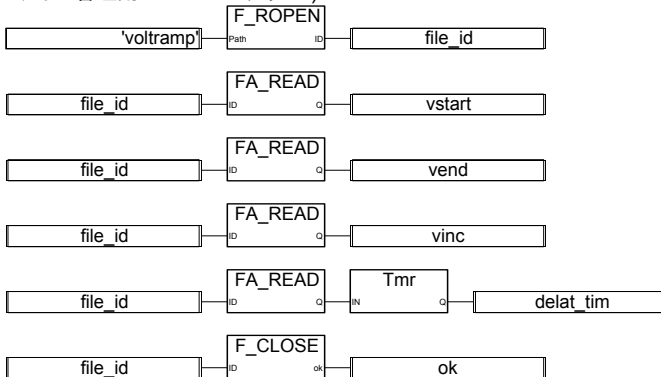 F_ROPEN
'voltramp' Path ID file_id
FA_READ
file_id ID Q vstart
FA_READ
file_id ID Q vend
FA_READ
file_id ID Q vinc
FA_READ Tmr
file_id ID Q IN Q delat_tim
F_CLOSE
file_id ID ok ok